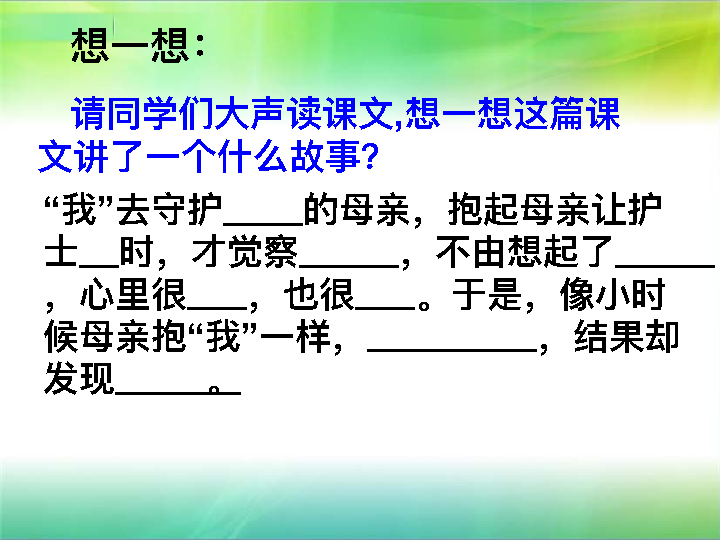 想一想：
请同学们大声读课文,想一想这篇课
文讲了一个什么故事?
“我”去守护____的母亲，抱起母亲让护
士__时，才觉察_____，不由想起了_____
，心里很___，也很___。于是，像小时
候母亲抱“我”一样，_________，结果却
发现_____。